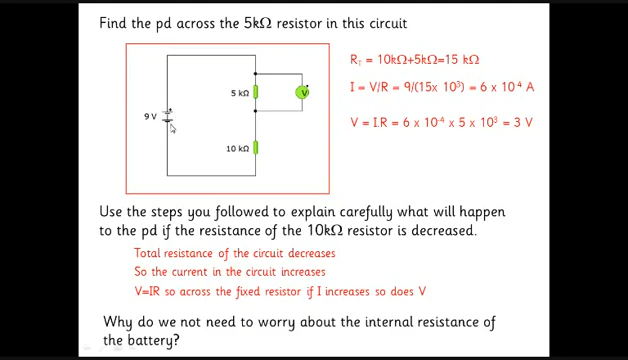 Find the pd across the 5kΩ resistor in this circuit
R_T = 10kΩ+5kΩ=15 kΩ
I = V/R = 9/(15x 10³) = 6 x 10⁻⁴ A
5 kΩ
V
9 V
V = I.R = 6 x 10⁻⁴ x 5 x 10³ = 3 V
10 kΩ
Use the steps you followed to explain carefully what will happen
to the pd if the resistance of the 10kΩ resistor is decreased.
Total resistance of the circuit decreases
So the current in the circuit increases
V=IR so across the fixed resistor if I increases so does V
Why do we not need to worry about the internal resistance of
the battery?